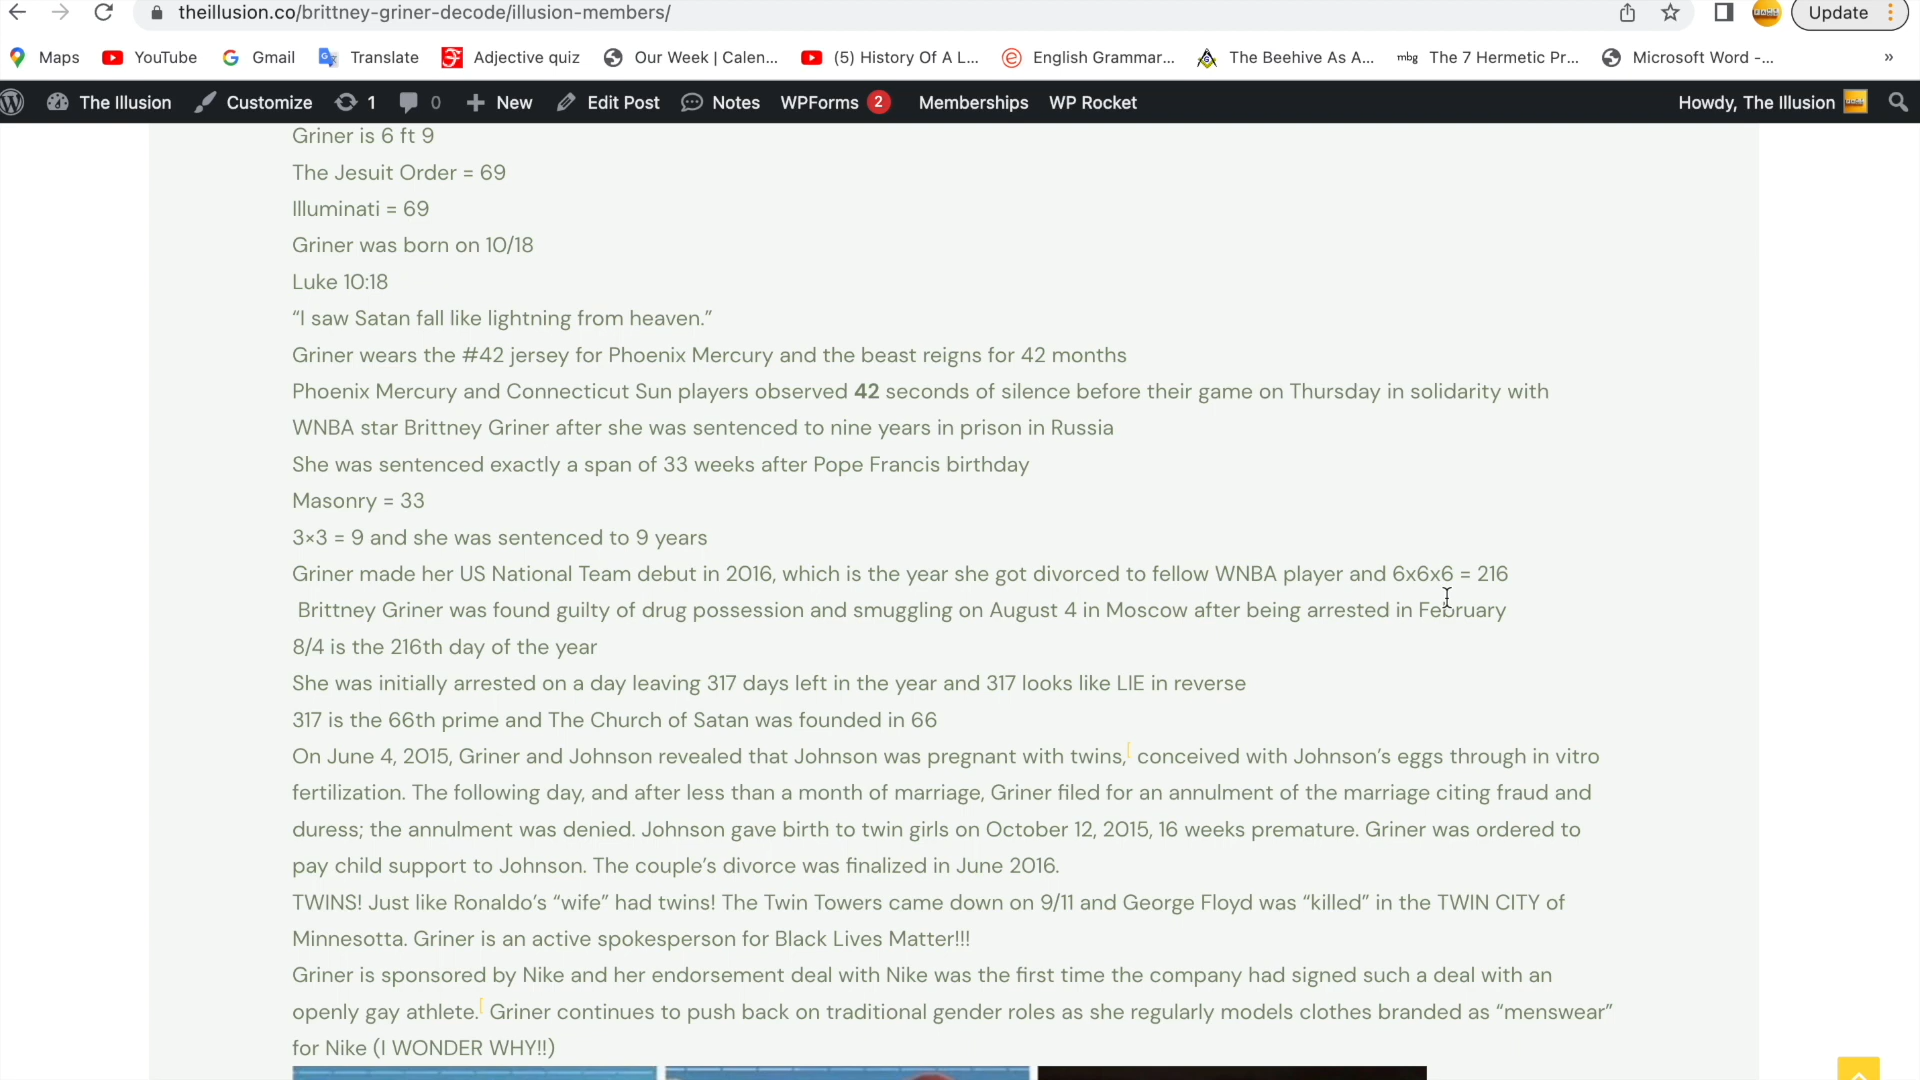 theillusion.co/brittney-griner-decode/illusion-members/
Update
Maps
YouTube
Gmail
Translate
Adjective quiz
Our Week | Calen...
(5) History Of A L...
English Grammar...
The Beehive As A...
mbg
The 7 Hermetic Pr...
Microsoft Word -...
»
The Illusion
Customize
1
0
New
Edit Post
Notes
WPForms 2
Memberships
WP Rocket
Howdy, The Illusion
Griner is 6 ft 9
The Jesuit Order = 69
Illuminati = 69
Griner was born on 10/18
Luke 10:18
“I saw Satan fall like lightning from heaven.”
Griner wears the #42 jersey for Phoenix Mercury and the beast reigns for 42 months
Phoenix Mercury and Connecticut Sun players observed 42 seconds of silence before their game on Thursday in solidarity with
WNBA star Brittney Griner after she was sentenced to nine years in prison in Russia
She was sentenced exactly a span of 33 weeks after Pope Francis birthday
Masonry = 33
3×3 = 9 and she was sentenced to 9 years
Griner made her US National Team debut in 2016, which is the year she got divorced to fellow WNBA player and 6x6x6 = 216
Brittney Griner was found guilty of drug possession and smuggling on August 4 in Moscow after being arrested in February
8/4 is the 216th day of the year
She was initially arrested on a day leaving 317 days left in the year and 317 looks like LIE in reverse
317 is the 66th prime and The Church of Satan was founded in 66
On June 4, 2015, Griner and Johnson revealed that Johnson was pregnant with twins,[ conceived with Johnson’s eggs through in vitro
fertilization. The following day, and after less than a month of marriage, Griner filed for an annulment of the marriage citing fraud and
duress; the annulment was denied. Johnson gave birth to twin girls on October 12, 2015, 16 weeks premature. Griner was ordered to
pay child support to Johnson. The couple’s divorce was finalized in June 2016.
TWINS! Just like Ronaldo’s “wife” had twins! The Twin Towers came down on 9/11 and George Floyd was “killed” in the TWIN CITY of
Minnesotta. Griner is an active spokesperson for Black Lives Matter!!!
Griner is sponsored by Nike and her endorsement deal with Nike was the first time the company had signed such a deal with an
openly gay athlete.[ Griner continues to push back on traditional gender roles as she regularly models clothes branded as “menswear”
for Nike (I WONDER WHY!!)